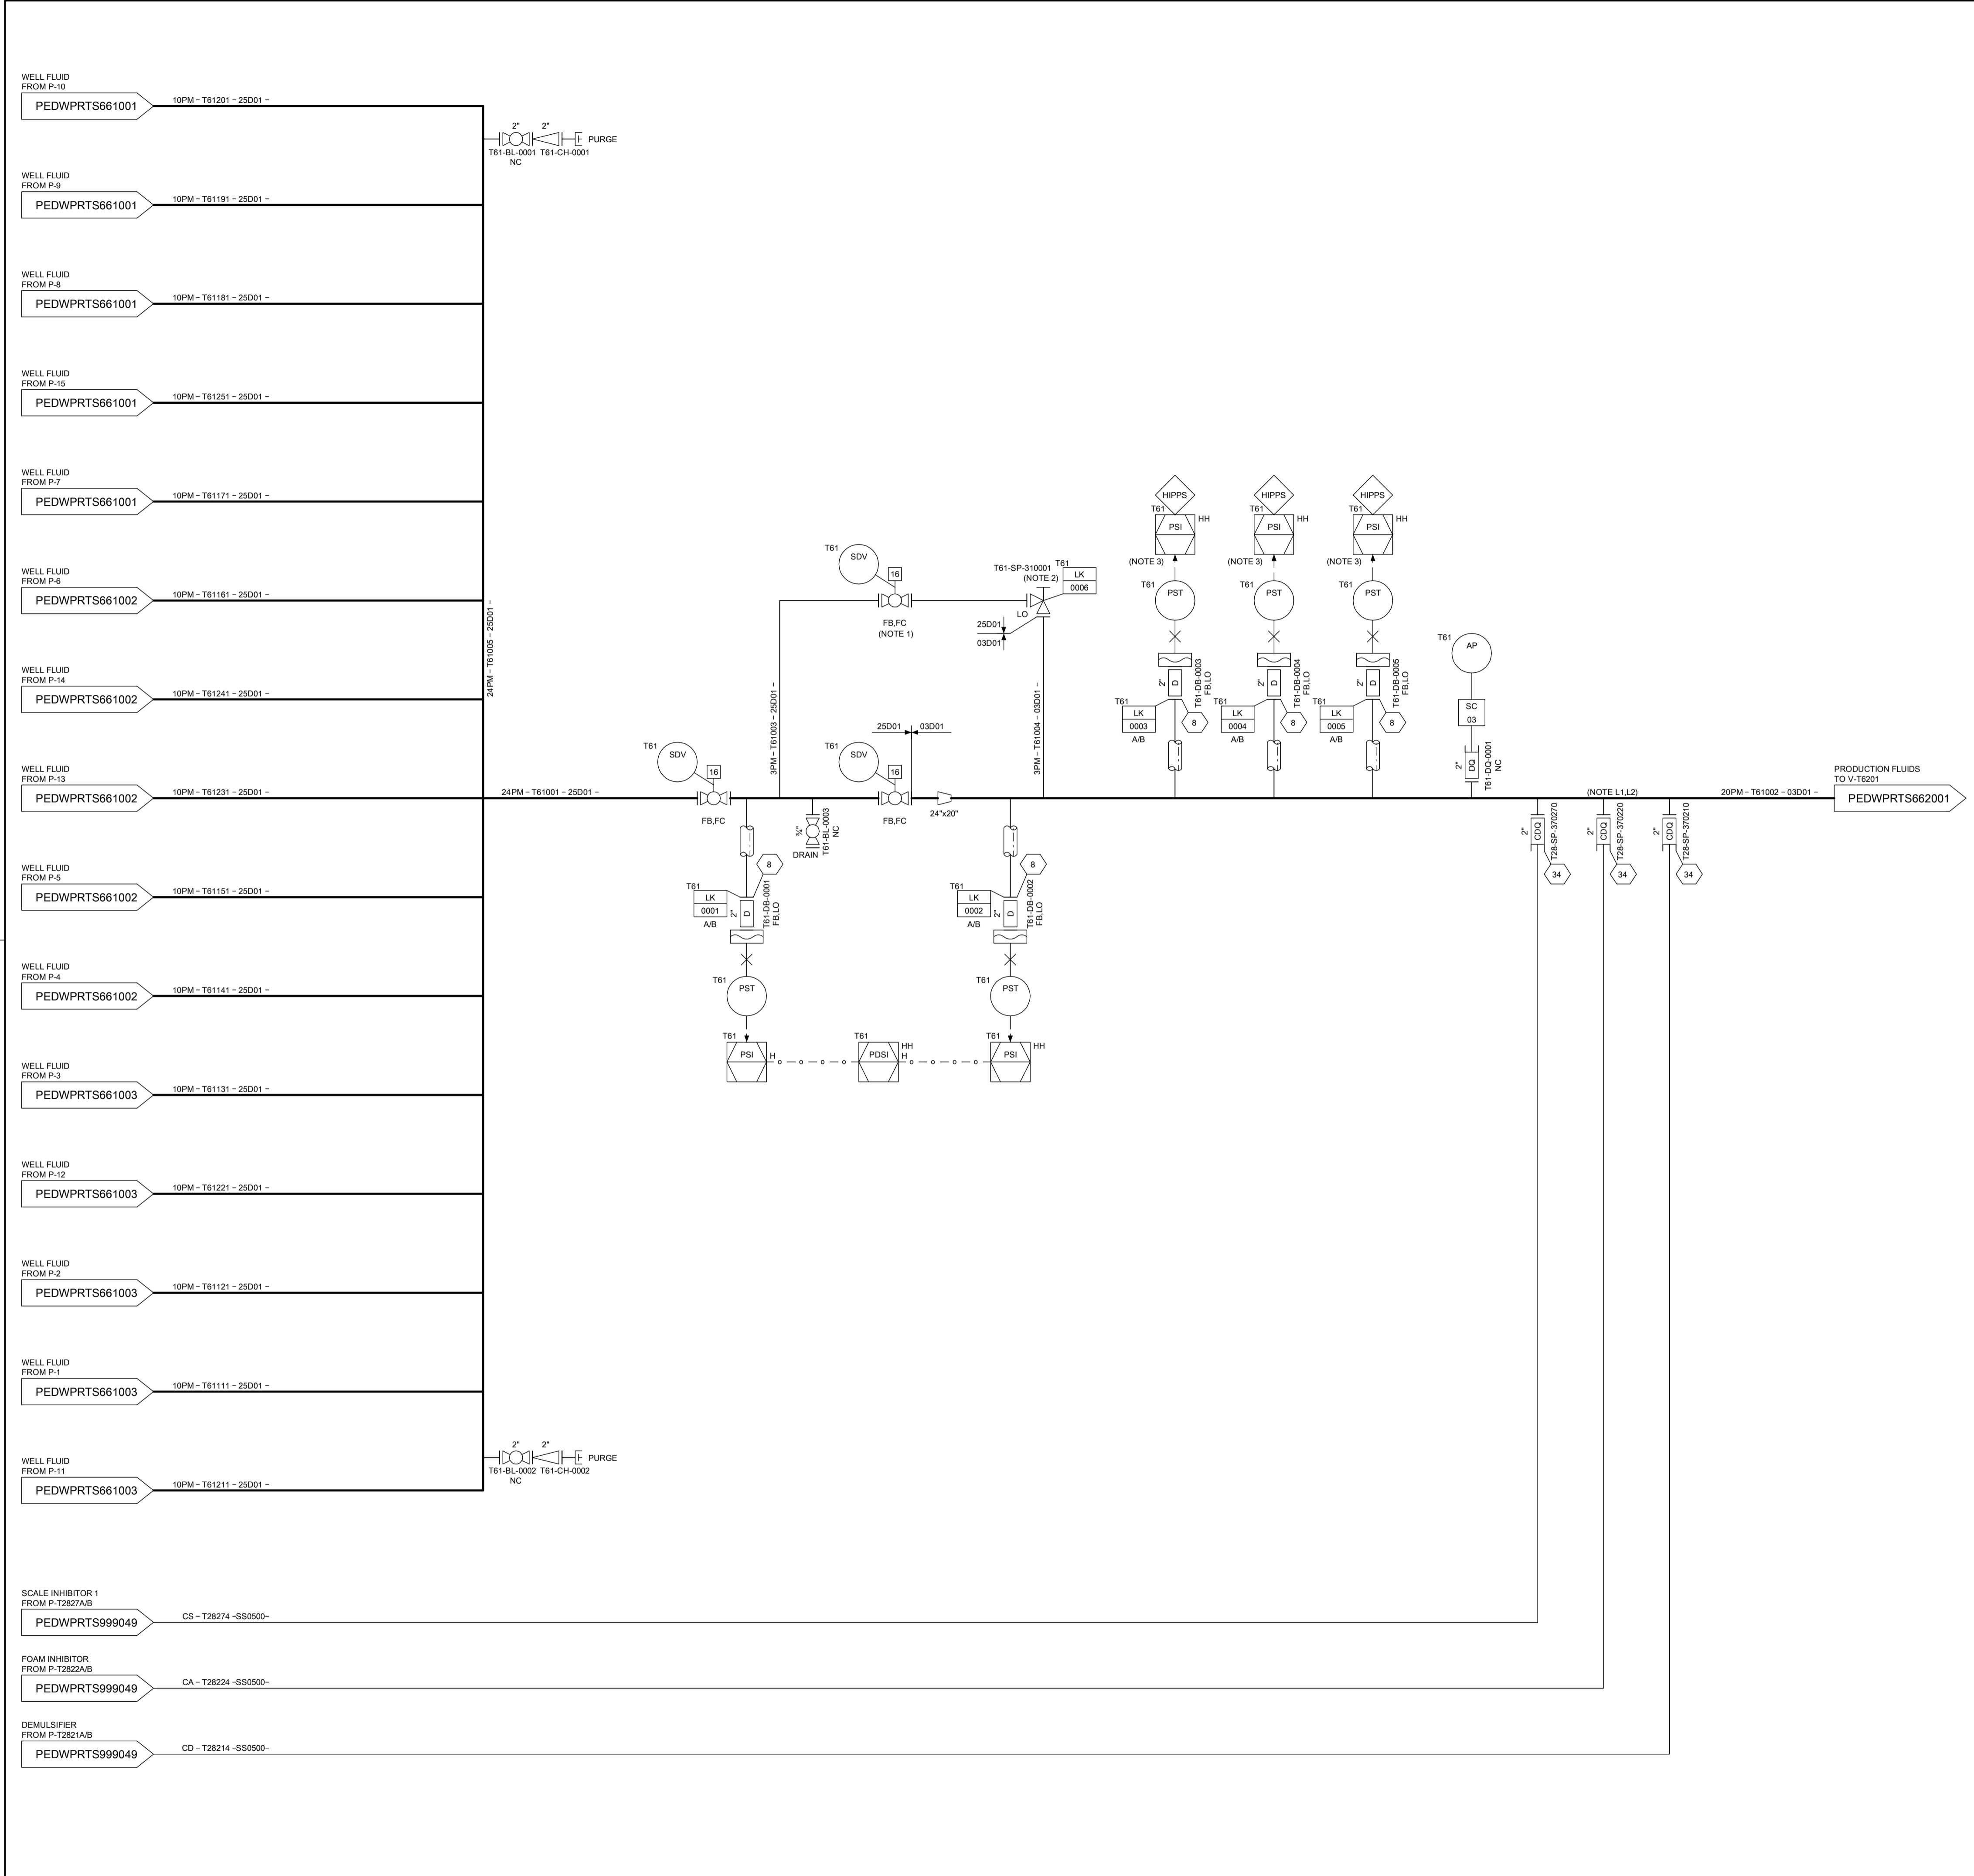 WELL FLUID
FROM P-10
PEDWPRTS661001
10PM – T61201 – 25D01 –
2" 2"
PURGE
T61-BL-0001 T61-CH-0001
NC
WELL FLUID
FROM P-9
PEDWPRTS661001
10PM – T61191 – 25D01 –
WELL FLUID
FROM P-8
PEDWPRTS661001
10PM – T61181 – 25D01 –
WELL FLUID
FROM P-15
PEDWPRTS661001
10PM – T61251 – 25D01 –
WELL FLUID
FROM P-7
PEDWPRTS661001
10PM – T61171 – 25D01 –
WELL FLUID
FROM P-6
PEDWPRTS661002
10PM – T61161 – 25D01 –
WELL FLUID
FROM P-14
PEDWPRTS661002
10PM – T61241 – 25D01 –
WELL FLUID
FROM P-13
PEDWPRTS661002
10PM – T61231 – 25D01 –
WELL FLUID
FROM P-5
PEDWPRTS661002
10PM – T61151 – 25D01 –
WELL FLUID
FROM P-4
PEDWPRTS661002
10PM – T61141 – 25D01 –
WELL FLUID
FROM P-3
PEDWPRTS661003
10PM – T61131 – 25D01 –
WELL FLUID
FROM P-12
PEDWPRTS661003
10PM – T61221 – 25D01 –
WELL FLUID
FROM P-2
PEDWPRTS661003
10PM – T61121 – 25D01 –
WELL FLUID
FROM P-1
PEDWPRTS661003
10PM – T61111 – 25D01 –
WELL FLUID
FROM P-11
PEDWPRTS661003
10PM – T61211 – 25D01 –
2" 2"
PURGE
T61-BL-0002 T61-CH-0002
NC
24PM – T61005 – 25D01 –
24PM – T61001 – 25D01 –
T61
SDV
16
FB,FC
3PM – T61003 – 25D01 –
T61
SDV
16
FB,FC
(NOTE 1)
T61-SP-310001
(NOTE 2)
T61
LK
0006
LO
25D01
03D01
3PM – T61004 – 03D01 –
25D01 03D01
T61
SDV
16
FB,FC
24"x20"
¾"
T61-BL-0003
NC
DRAIN
8
T61
LK
0001
A/B
2"
D
T61-DB-0001
FB,LO
T61
PST
T61
PSI
H
o o o
T61
PDSI
HH
H
o o o
8
T61
LK
0002
A/B
2"
D
T61-DB-0002
FB,LO
T61
PST
T61
PSI
HH
HIPPS
T61
PSI
HH
(NOTE 3)
T61
PST
2"
D
T61-DB-0003
FB,LO
T61
LK
0003
A/B
8
HIPPS
T61
PSI
HH
(NOTE 3)
T61
PST
2"
D
T61-DB-0004
FB,LO
T61
LK
0004
A/B
8
HIPPS
T61
PSI
HH
(NOTE 3)
T61
PST
2"
D
T61-DB-0005
FB,LO
T61
LK
0005
A/B
8
T61
AP
SC
03
2"
DQ
T61-DQ-0001
NC
(NOTE L1,L2)
20PM – T61002 – 03D01 –
PRODUCTION FLUIDS
TO V-T6201
PEDWPRTS662001
2"
CDQ
T28-SP-370270
34
2"
CDQ
T28-SP-370220
34
2"
CDQ
T28-SP-370210
34
SCALE INHIBITOR 1
FROM P-T2827A/B
PEDWPRTS999049
CS – T28274 –SS0500–
FOAM INHIBITOR
FROM P-T2822A/B
PEDWPRTS999049
CA – T28224 –SS0500–
DEMULSIFIER
FROM P-T2821A/B
PEDWPRTS999049
CD – T28214 –SS0500–